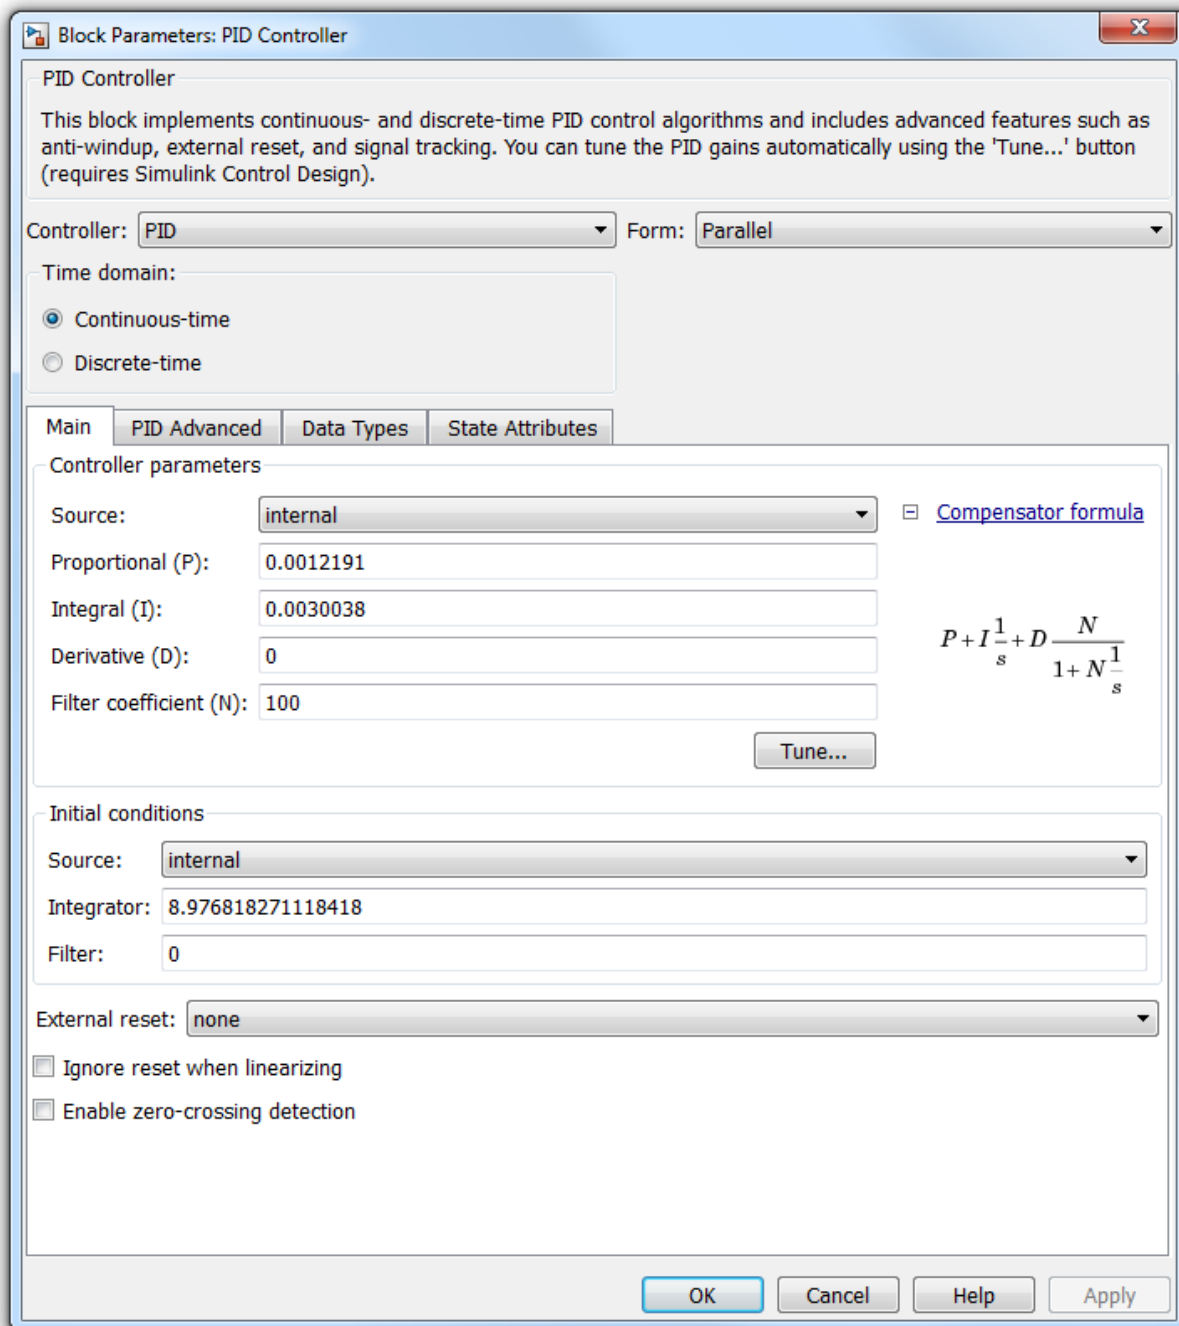 Block Parameters: PID Controller
X
PID Controller
This block implements continuous- and discrete-time PID control algorithms and includes advanced features such as
anti-windup, external reset, and signal tracking. You can tune the PID gains automatically using the 'Tune...' button
(requires Simulink Control Design).
Controller: PID Form: Parallel
Time domain:
Continuous-time
Discrete-time
Main PID Advanced Data Types State Attributes
Controller parameters
Source: internal
Compensator formula
Proportional (P): 0.0012191
Integral (I): 0.0030038
Derivative (D): 0
Filter coefficient (N): 100
P + I 1/s + D N/(1 + N 1/s)
Tune...
Initial conditions
Source: internal
Integrator: 8.976818271118418
Filter: 0
External reset: none
Ignore reset when linearizing
Enable zero-crossing detection
OK Cancel Help Apply